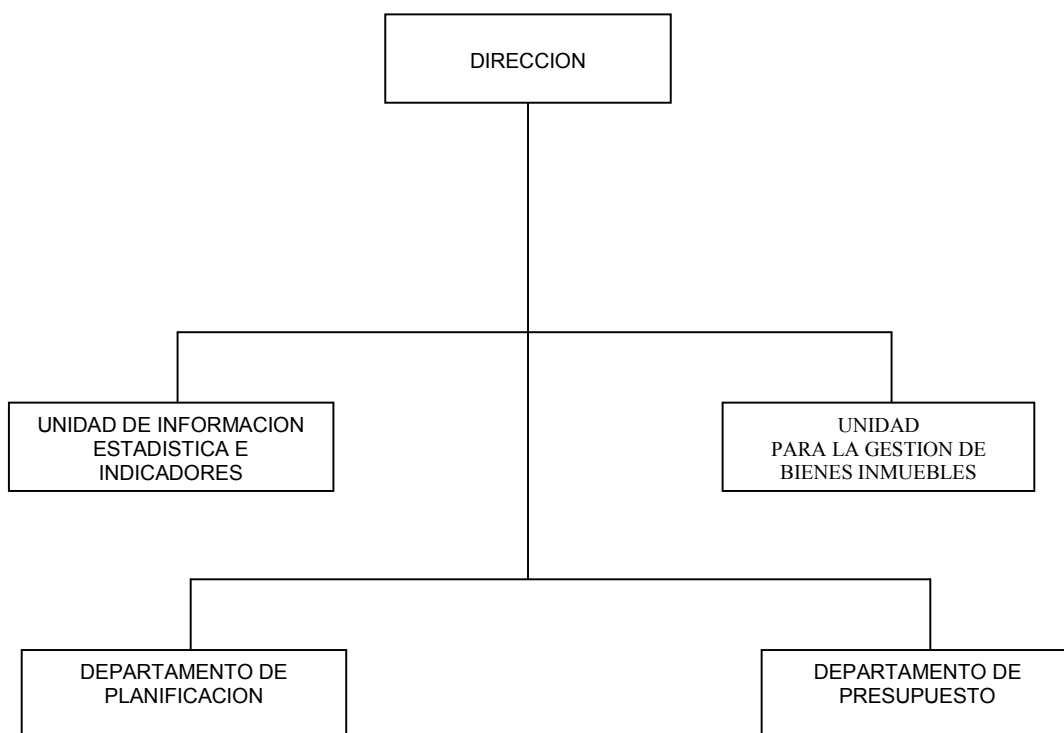 DIRECCION
UNIDAD DE INFORMACION
ESTADISTICA E
INDICADORES
UNIDAD
PARA LA GESTION DE
BIENES INMUEBLES
DEPARTAMENTO DE
PLANIFICACION
DEPARTAMENTO DE
PRESUPUESTO